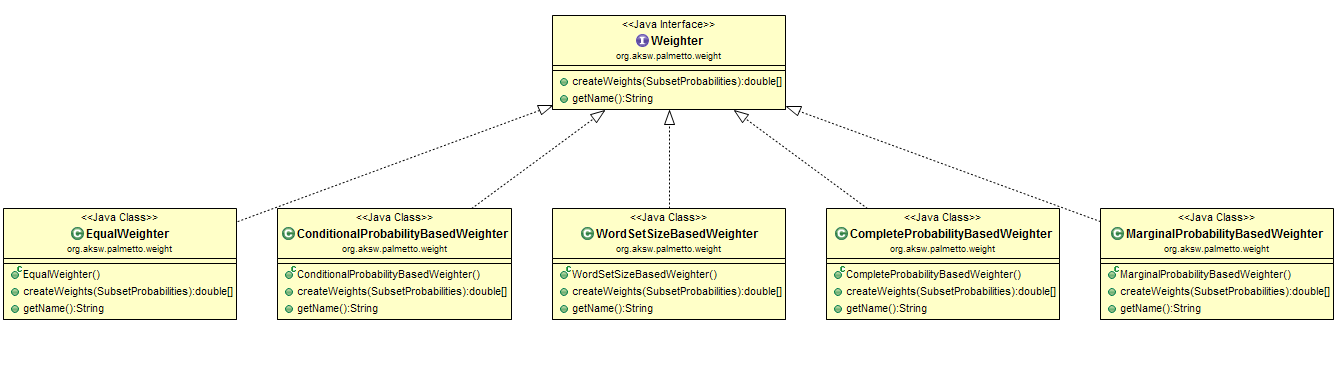 <<Java Interface>>
Weighter
org.aksw.palmetto.weight
createWeights(SubsetProbabilities):double[]
getName():String
<<Java Class>>
EqualWeighter
org.aksw.palmetto.weight
EqualWeighter()
createWeights(SubsetProbabilities):double[]
getName():String
<<Java Class>>
ConditionalProbabilityBasedWeighter
org.aksw.palmetto.weight
ConditionalProbabilityBasedWeighter()
createWeights(SubsetProbabilities):double[]
getName():String
<<Java Class>>
WordSetSizeBasedWeighter
org.aksw.palmetto.weight
WordSetSizeBasedWeighter()
createWeights(SubsetProbabilities):double[]
getName():String
<<Java Class>>
CompleteProbabilityBasedWeighter
org.aksw.palmetto.weight
CompleteProbabilityBasedWeighter()
createWeights(SubsetProbabilities):double[]
getName():String
<<Java Class>>
MarginalProbabilityBasedWeighter
org.aksw.palmetto.weight
MarginalProbabilityBasedWeighter()
createWeights(SubsetProbabilities):double[]
getName():String